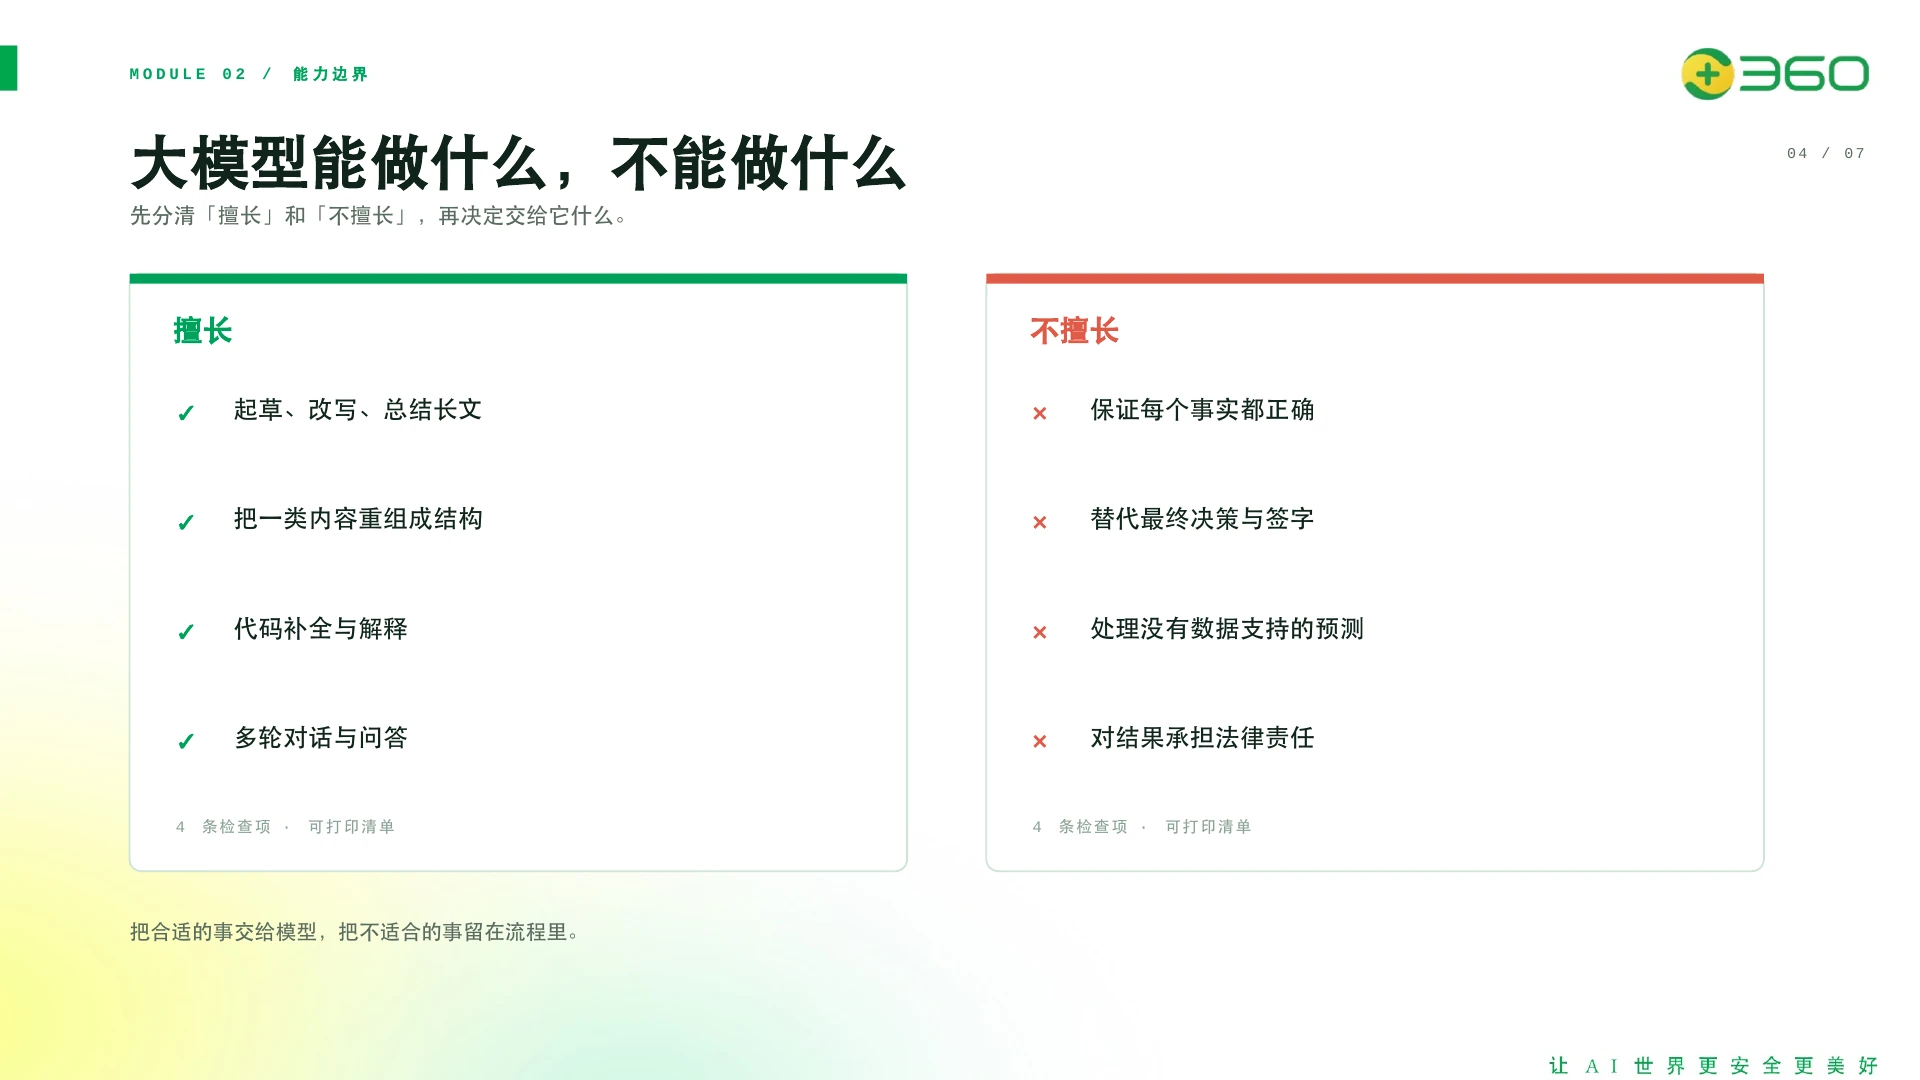 MODULE 02 / 能力边界
360
大模型能做什么，不能做什么
04 / 07
先分清「擅长」和「不擅长」，再决定交给它什么。
擅长
✓ 起草、改写、总结长文
✓ 把一类内容重组成结构
✓ 代码补全与解释
✓ 多轮对话与问答
4 条检查项 · 可打印清单
不擅长
× 保证每个事实都正确
× 替代最终决策与签字
× 处理没有数据支持的预测
× 对结果承担法律责任
4 条检查项 · 可打印清单
把合适的事交给模型，把不适合的事留在流程里。
让AI世界更安全更美好